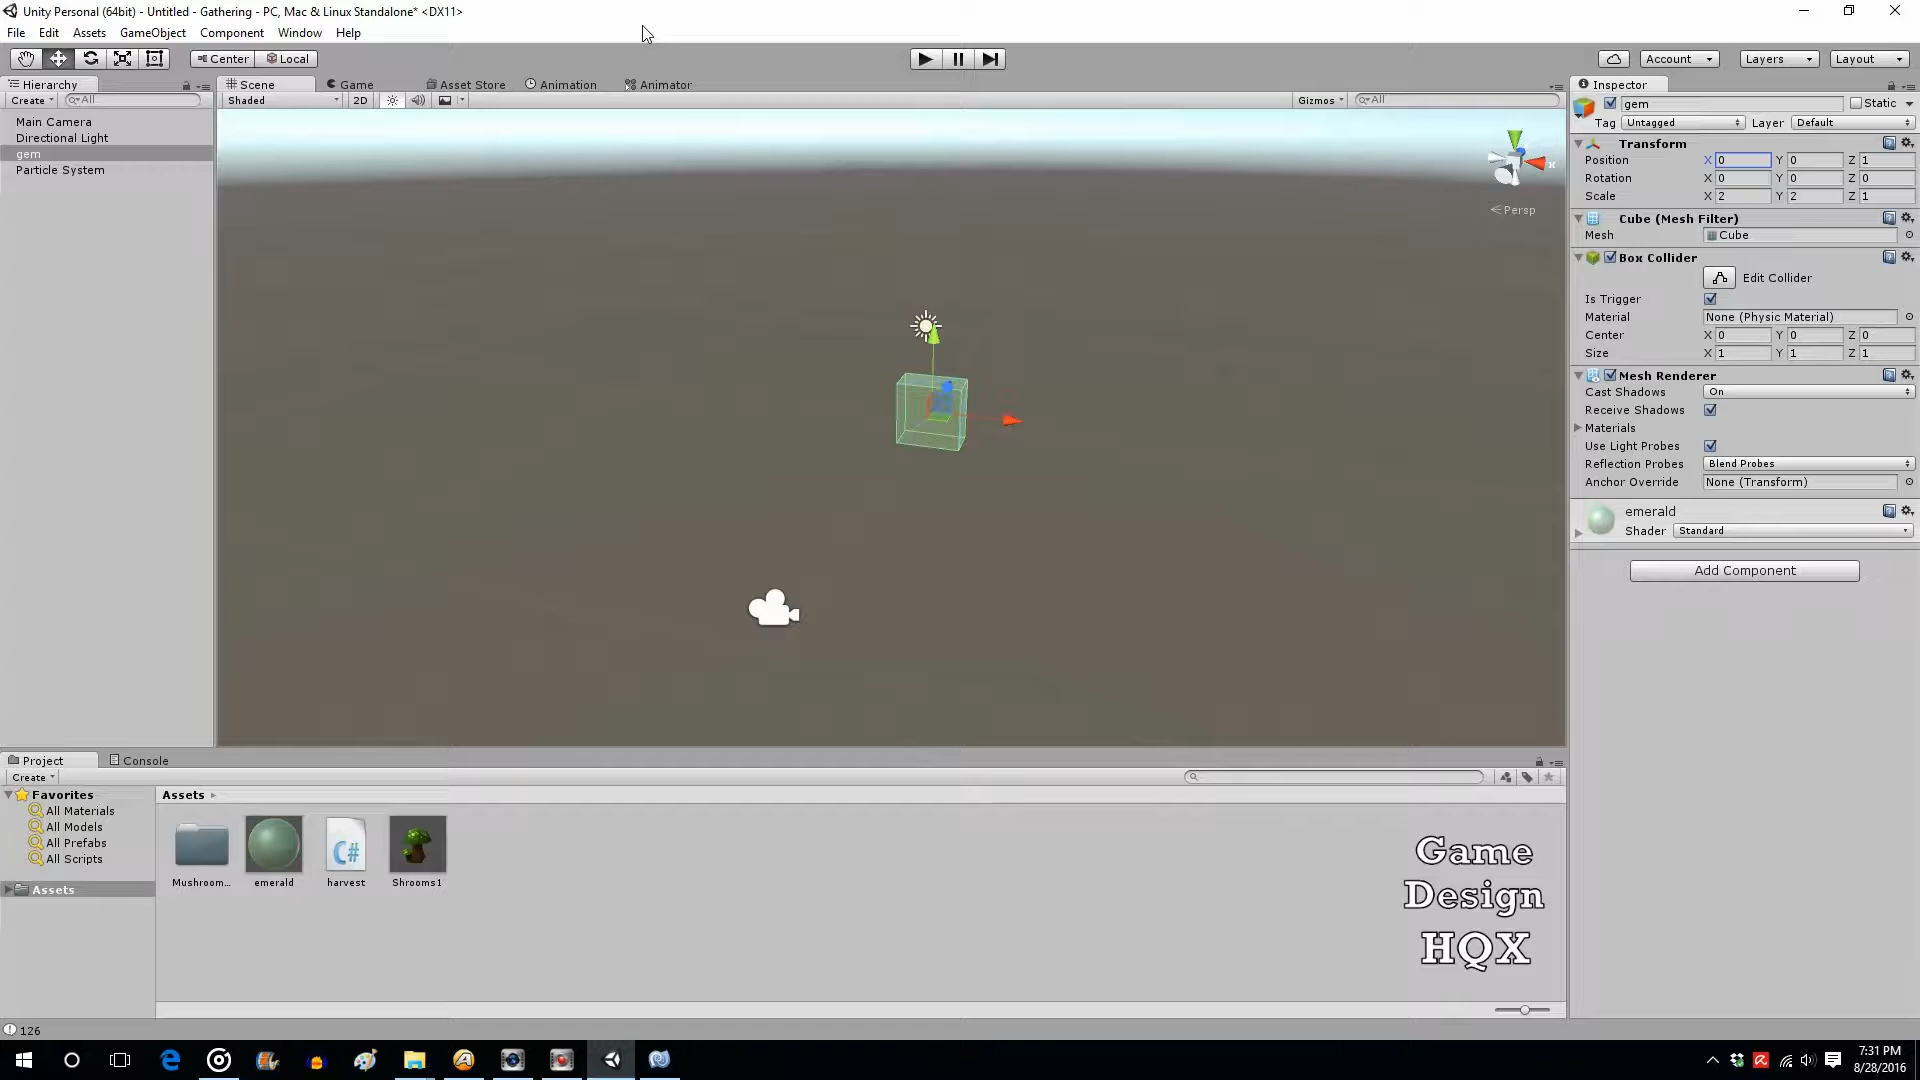 Unity Personal (64bit) - Untitled - Gathering - PC, Mac & Linux Standalone* <DX11>
File Edit Assets GameObject Component Window Help
Center Local Account Layers Layout
Hierarchy
Create All
Main Camera
Directional Light
gem
Particle System
Scene Game Asset Store Animation Animator
Shaded 2D Gizmos All
x
Persp
Inspector
gem Static
Tag Untagged Layer Default
Transform
Position X 0 Y 0 Z 1
Rotation X 0 Y 0 Z 0
Scale X 2 Y 2 Z 1
Cube (Mesh Filter)
Mesh Cube
Box Collider
Edit Collider
Is Trigger
Material None (Physic Material)
Center X 0 Y 0 Z 0
Size X 1 Y 1 Z 1
Mesh Renderer
Cast Shadows On
Receive Shadows
Materials
Use Light Probes
Reflection Probes Blend Probes
Anchor Override None (Transform)
emerald
Shader Standard
Add Component
Project Console
Create
Favorites
All Materials
All Models
All Prefabs
All Scripts
Assets
Assets
C#
Mushroom... emerald harvest Shrooms1
Game
Design
HQX
126
7:31 PM
8/28/2016